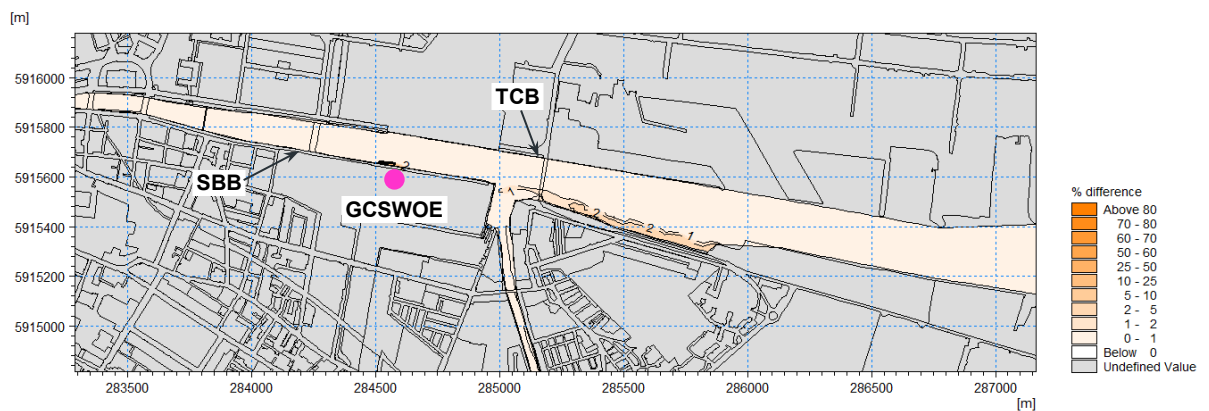 [m]
5916000
5915800
5915600
5915400
5915200
5915000
TCB
SBB
GCSWOE
2
1
2
2
1
283500
284000
284500
285000
285500
286000
286500
287000
[m]
% difference
Above 80
70 - 80
60 - 70
50 - 60
25 - 50
10 - 25
5 - 10
2 - 5
1 - 2
0 - 1
Below 0
Undefined Value